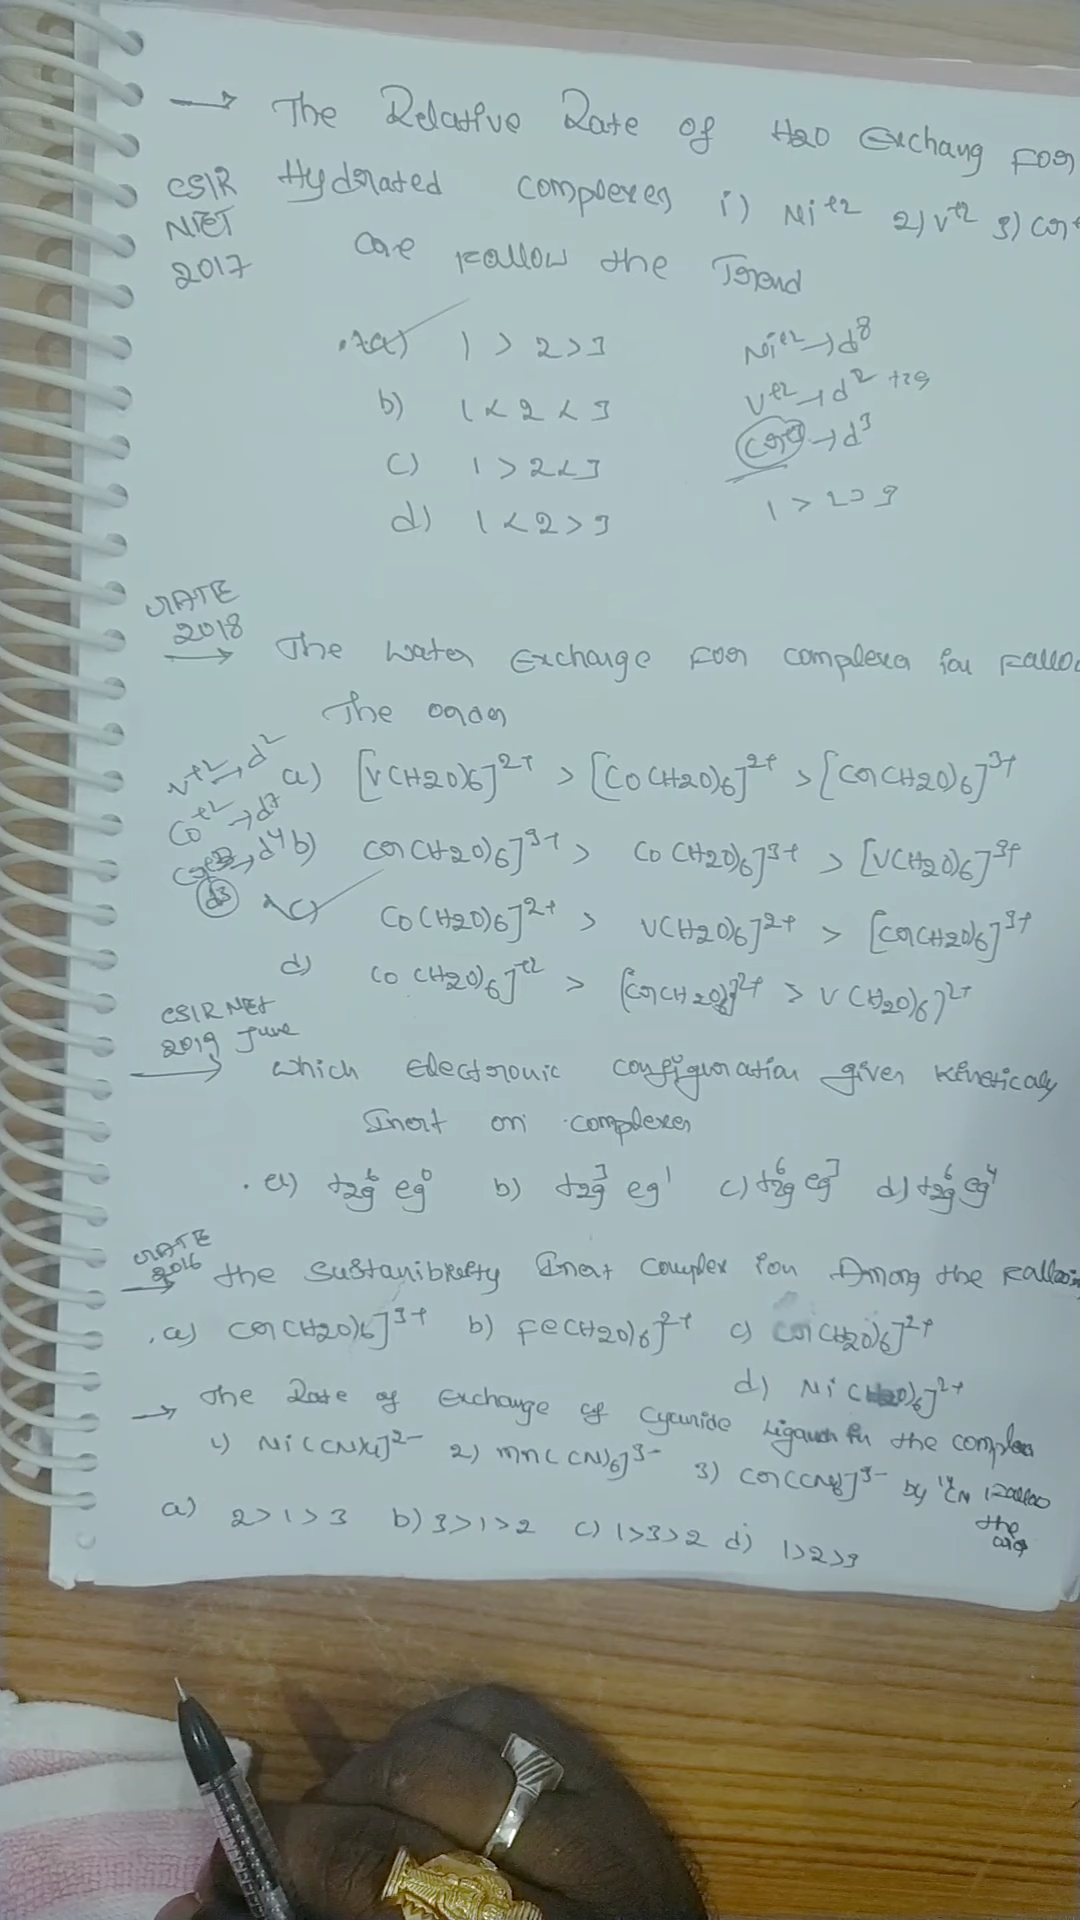 → The Relative Rate of H2O Exchang For
CSIR NET 2017
Hydrated complexes i) Ni+2 2) V+2 3) Cr+
are Follow the Trend
a) 1 > 2 > 3
b) 1 < 2 < 3
c) 1 > 2 < 3
d) 1 < 2 > 3
Ni+2 → d8
V+2 → d2 t2g
Cr+3 → d3
1 > 2 > 3
GATE 2018
→ The water Exchange For complexes ion Follo
The order
V+2 → d2
Co+2 → d7
→ d4
d3
a) [V(H2O)6]2+ > [Co(H2O)6]2+ > [Cr(H2O)6]3+
b) Cr(H2O)6]3+ > Co(H2O)6]3+ > [V(H2O)6]3+
c) Co(H2O)6]2+ > V(H2O)6]2+ > [Cr(H2O)6]3+
d) Co(H2O)6]+2 > [Cr(H2O)6]2+ > V(H2O)6]2+
CSIR NET 2019 June
→ which Electronic configuration given Kineticaly
Inert on complexes
a) t2g6 eg0 b) t2g3 eg1 c) t2g6 eg3 d) t2g6 eg4
GATE 2016
→ the Inert complex ion Among the
a) Cr(H2O)6]3+ b) Fe(H2O)6]2+ c) (H2O)6]2+
d) Ni(H2O)6]2+
→ The Rate of Exchange of Cyanide Ligand in the complex
1) Ni(CN)4]2- 2) Mn(CN)6]3- 3) Cr(CN)6]3- by 14CN
the
a) 2>1>3 b) 3>1>2 c) 1>3>2 d) 1>2>3